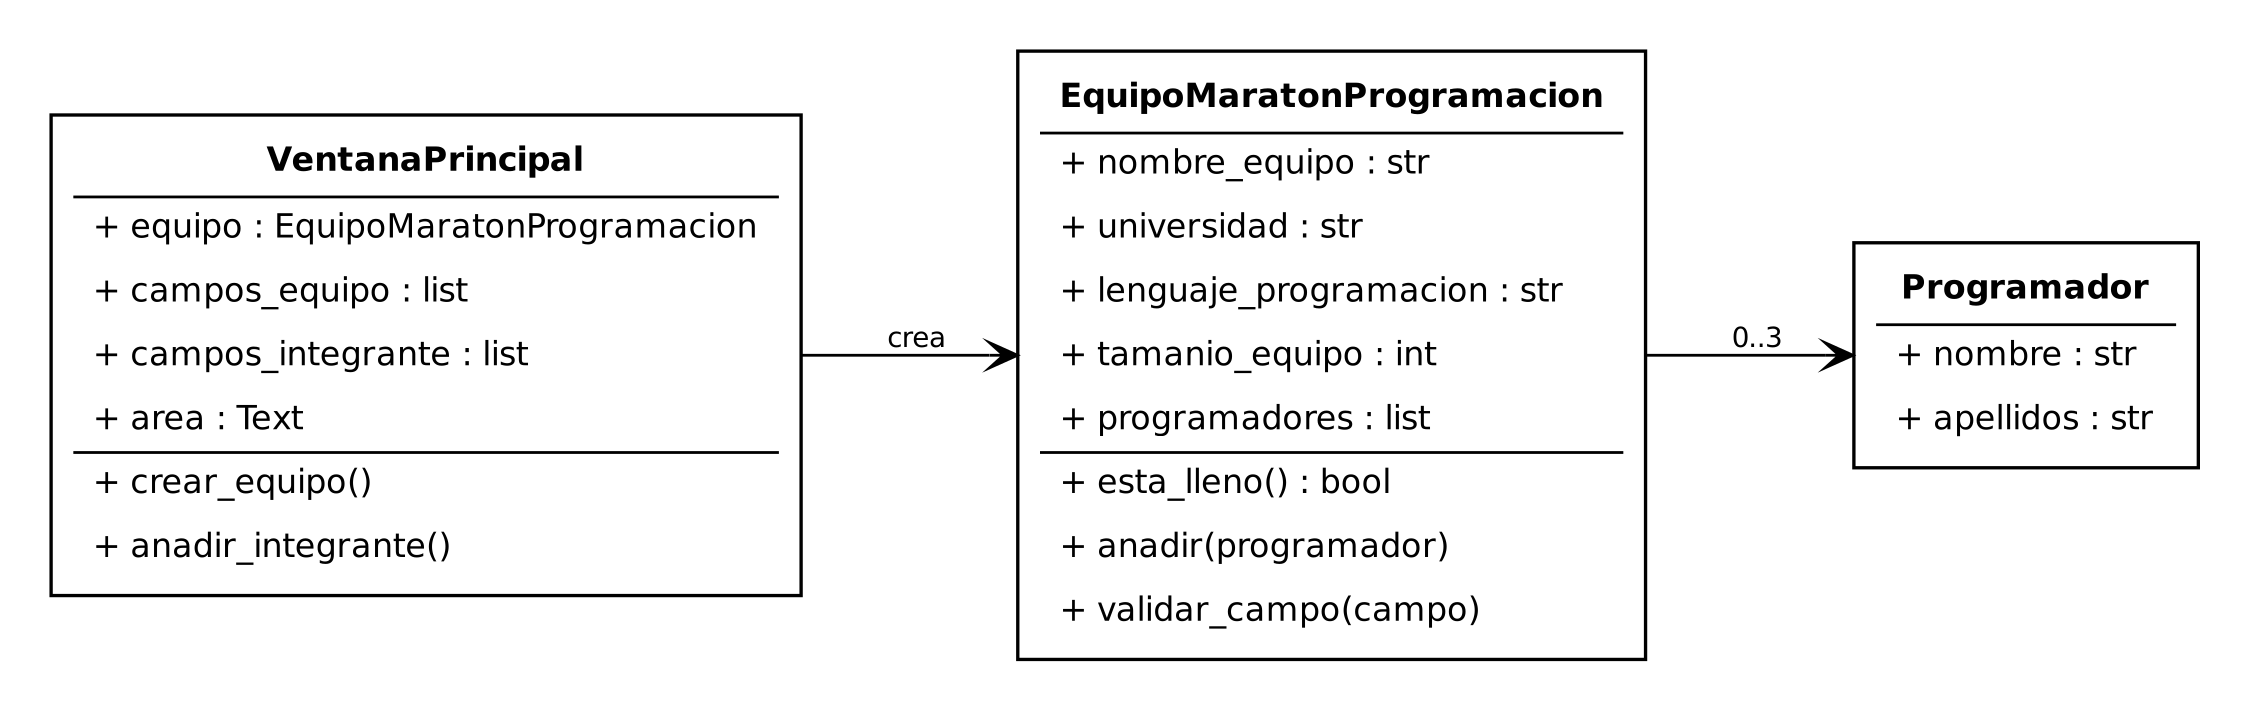 VentanaPrincipal
+ equipo : EquipoMaratonProgramacion
+ campos_equipo : list
+ campos_integrante : list
+ area : Text
+ crear_equipo()
+ anadir_integrante()
crea
EquipoMaratonProgramacion
+ nombre_equipo : str
+ universidad : str
+ lenguaje_programacion : str
+ tamanio_equipo : int
+ programadores : list
+ esta_lleno() : bool
+ anadir(programador)
+ validar_campo(campo)
0..3
Programador
+ nombre : str
+ apellidos : str